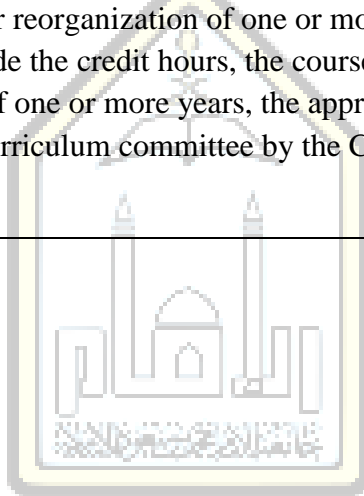 r reorganization of one or mo
de the credit hours, the course
f one or more years, the appr
rriculum committee by the C